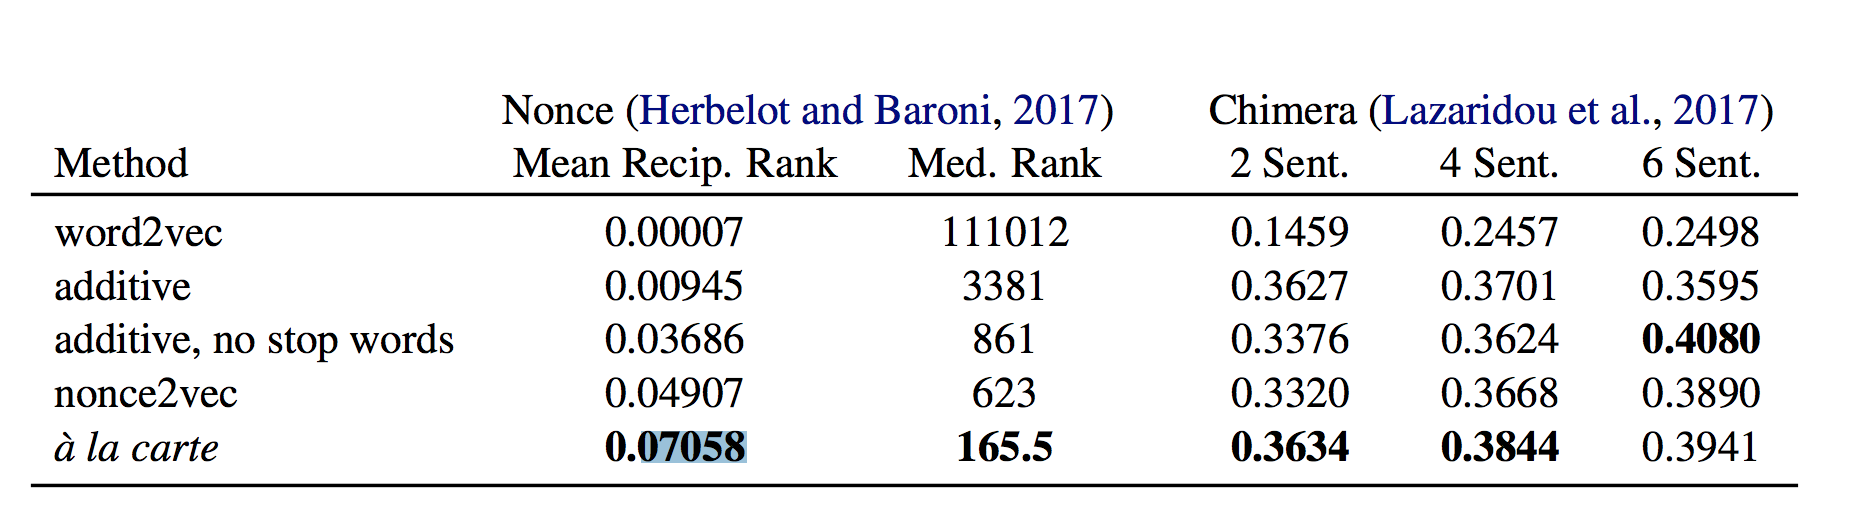 Nonce (Herbelot and Baroni, 2017) Chimera (Lazaridou et al., 2017)
Method Mean Recip. Rank Med. Rank 2 Sent. 4 Sent. 6 Sent.
word2vec 0.00007 111012 0.1459 0.2457 0.2498
additive 0.00945 3381 0.3627 0.3701 0.3595
additive, no stop words 0.03686 861 0.3376 0.3624 0.4080
nonce2vec 0.04907 623 0.3320 0.3668 0.3890
à la carte 0.07058 165.5 0.3634 0.3844 0.3941